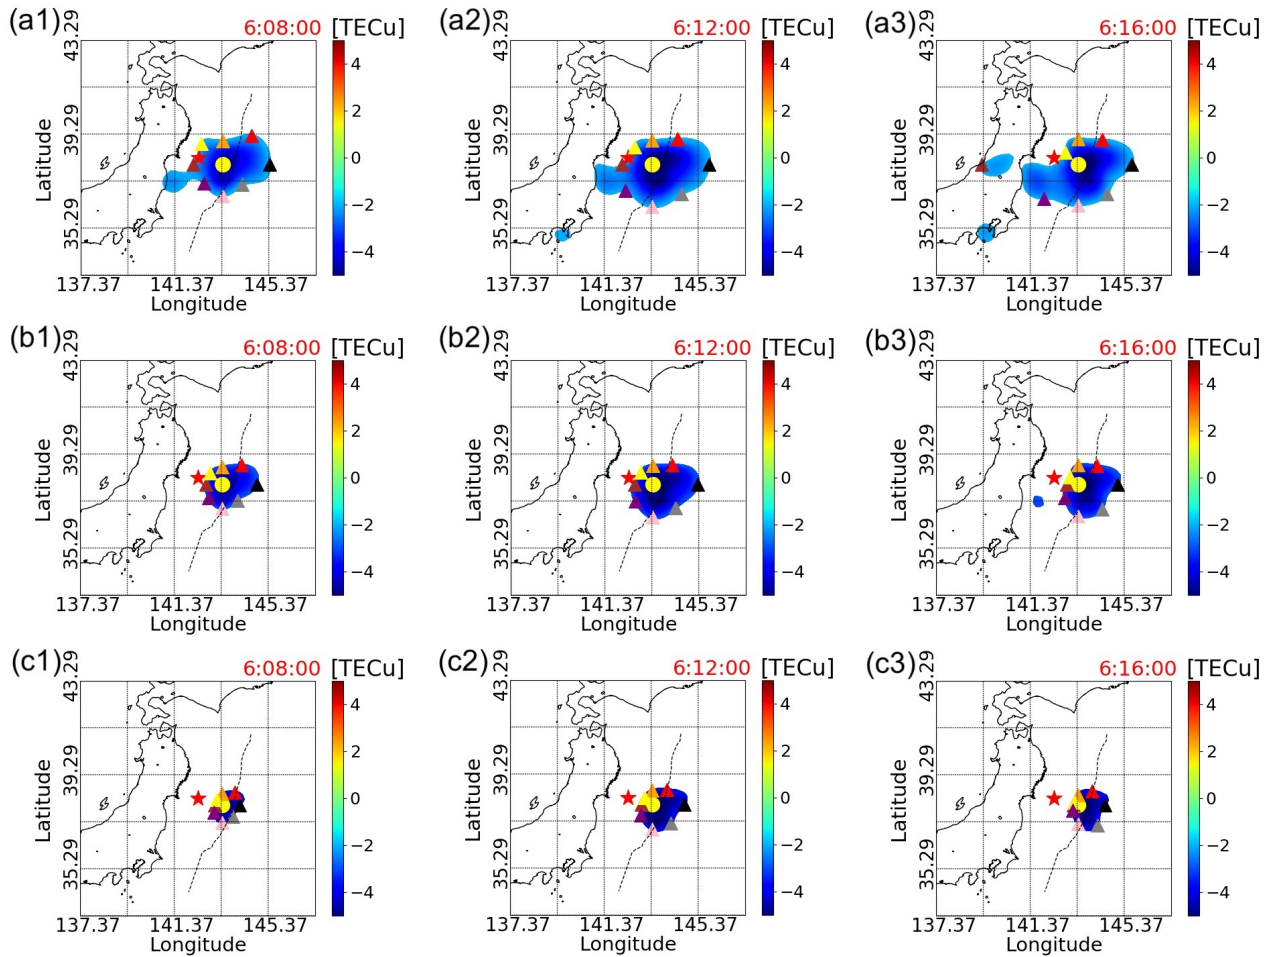 (a1) 6:08:00 [TECu]
43.29
39.29
35.29
Latitude
137.37 141.37 145.37
Longitude
4
2
0
−2
−4
(a2) 6:12:00 [TECu]
43.29
39.29
35.29
Latitude
137.37 141.37 145.37
Longitude
4
2
0
−2
−4
(a3) 6:16:00 [TECu]
43.29
39.29
35.29
Latitude
137.37 141.37 145.37
Longitude
4
2
0
−2
−4
(b1) 6:08:00 [TECu]
43.29
39.29
35.29
Latitude
137.37 141.37 145.37
Longitude
4
2
0
−2
−4
(b2) 6:12:00 [TECu]
43.29
39.29
35.29
Latitude
137.37 141.37 145.37
Longitude
4
2
0
−2
−4
(b3) 6:16:00 [TECu]
43.29
39.29
35.29
Latitude
137.37 141.37 145.37
Longitude
4
2
0
−2
−4
(c1) 6:08:00 [TECu]
43.29
39.29
35.29
Latitude
137.37 141.37 145.37
Longitude
4
2
0
−2
−4
(c2) 6:12:00 [TECu]
43.29
39.29
35.29
Latitude
137.37 141.37 145.37
Longitude
4
2
0
−2
−4
(c3) 6:16:00 [TECu]
43.29
39.29
35.29
Latitude
137.37 141.37 145.37
Longitude
4
2
0
−2
−4